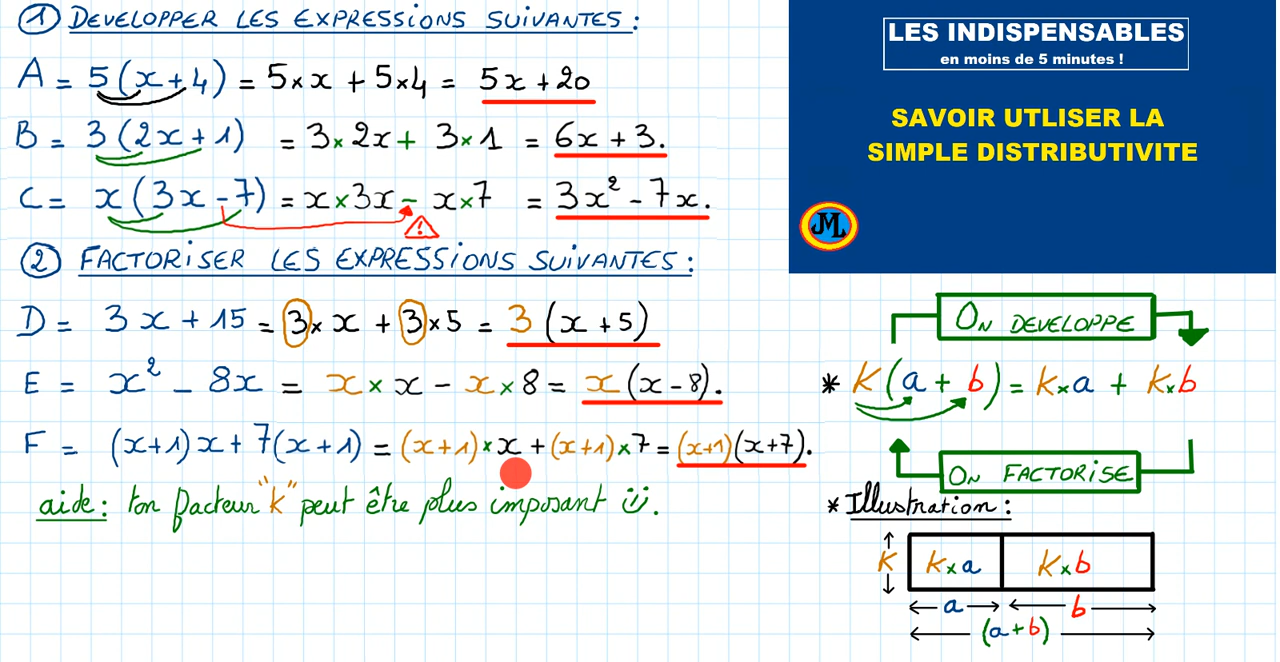 ① DEVELOPPER LES EXPRESSIONS SUIVANTES :
A = 5(x+4) = 5×x + 5×4 = 5x+20
B = 3(2x+1) = 3×2x + 3×1 = 6x+3.
C = x(3x-7) = x×3x - x×7 = 3x²-7x.
!
② FACTORISER LES EXPRESSIONS SUIVANTES :
D = 3x+15 = 3×x + 3×5 = 3(x+5)
E = x² - 8x = x×x - x×8 = x(x-8).
F = (x+1)x+7(x+1) = (x+1)×x+(x+1)×7 = (x+1)(x+7).
aide : ton facteur "k" peut être plus imposant
LES INDISPENSABLES
en moins de 5 minutes !
SAVOIR UTLISER LA
SIMPLE DISTRIBUTIVITE
JML
ON DEVELOPPE
* k(a+b) = k×a + k×b
ON FACTORISE
* Illustration :
k k×a k×b
a b
(a+b)